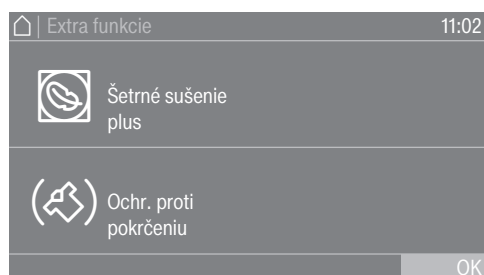 Extra funkcie 11:02
Šetrné sušenie
plus
Ochr. proti
pokrčeniu
OK